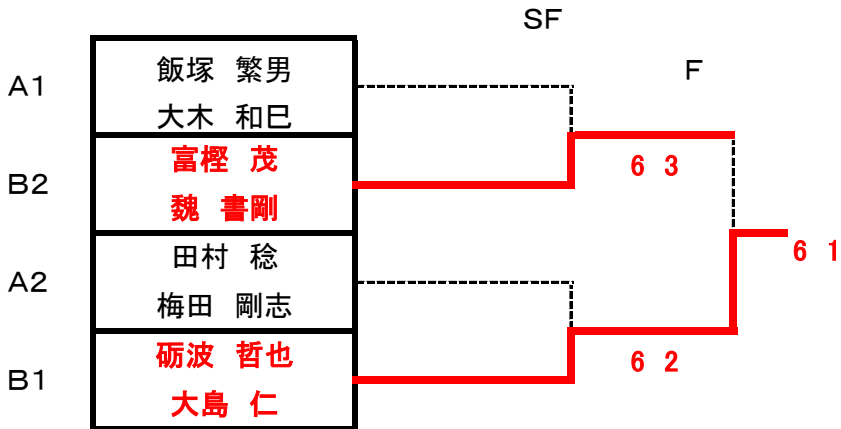 SF
F
A1
飯塚 繁男
大木 和巳
B2
富樫 茂
魏 書剛
6 3
A2
田村 稔
梅田 剛志
6 1
B1
砺波 哲也
大島 仁
6 2